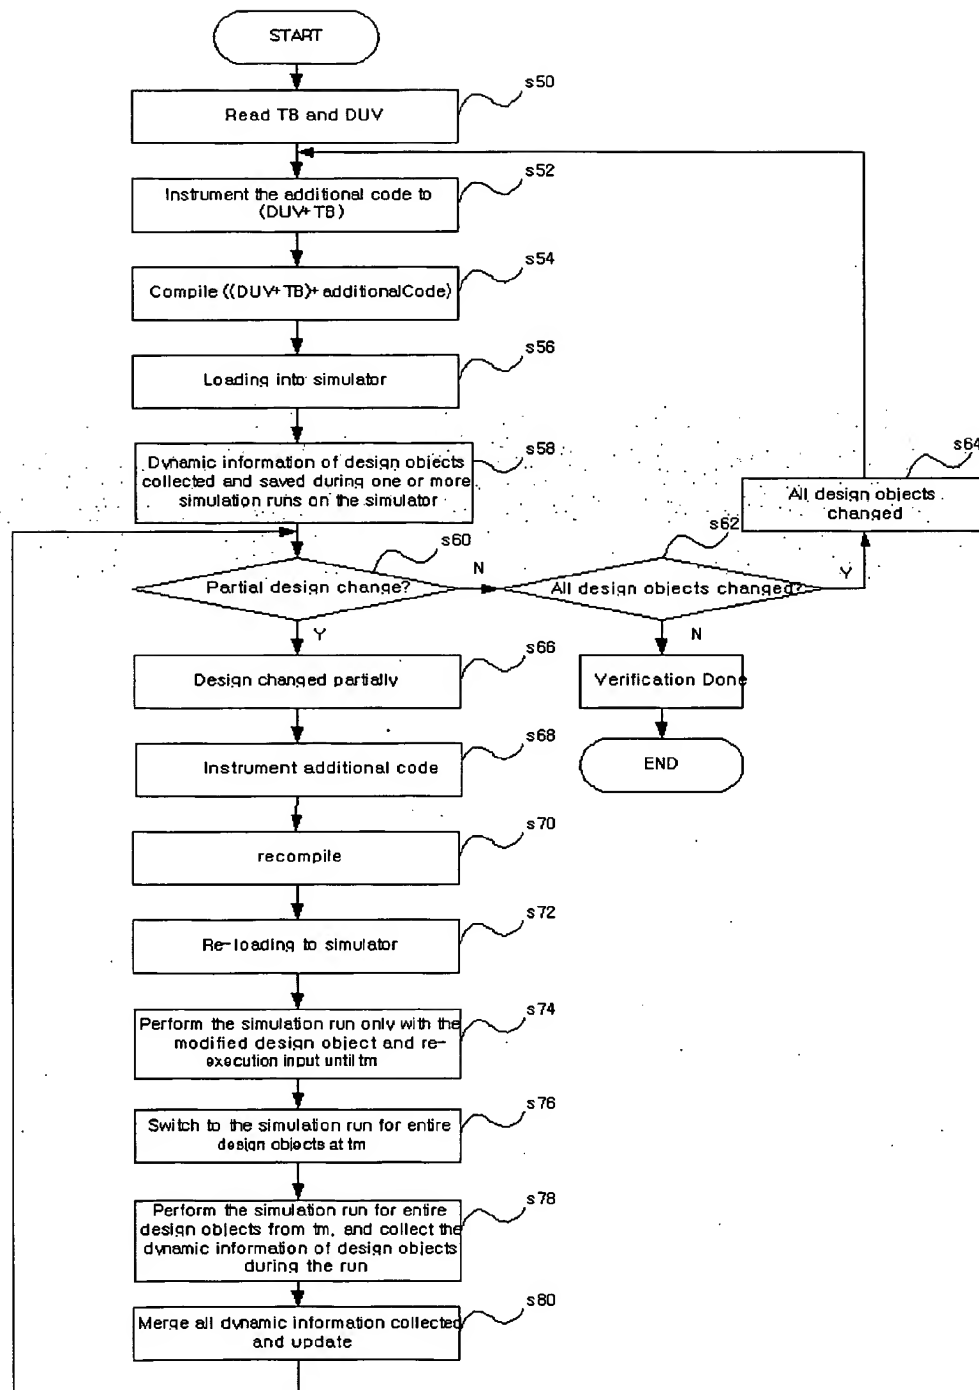 START
s50
Read TB and DUV
s52
Instrument the additional code to
(DUV+TB)
s54
Compile ((DUV+TB)+additionalCode)
s56
Loading into simulator
s58
Dynamic information of design objects
collected and saved during one or more
simulation runs on the simulator
s64
All design objects
changed
s60
Partial design change?
N
s62
All design objects changed?
Y
Y
N
s66
Design changed partially
Verification Done
s68
Instrument additional code
END
s70
recompile
s72
Re-loading to simulator
s74
Perform the simulation run only with the
modified design object and re-
execution input until tm
s76
Switch to the simulation run for entire
design objects at tm
s78
Perform the simulation run for entire
design objects from tm, and collect the
dynamic information of design objects
during the run
s80
Merge all dynamic information collected
and update